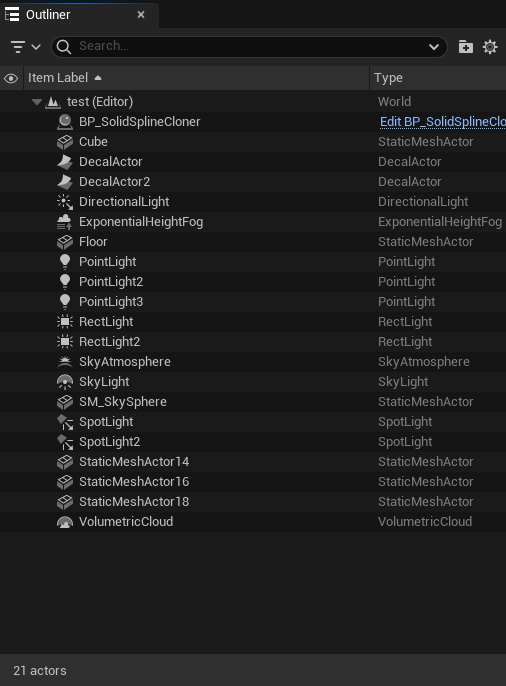 Outliner
Search...
Item Label Type
test (Editor) World
BP_SolidSplineCloner Edit BP_SolidSplineClo
Cube StaticMeshActor
DecalActor DecalActor
DecalActor2 DecalActor
DirectionalLight DirectionalLight
ExponentialHeightFog ExponentialHeightFog
Floor StaticMeshActor
PointLight PointLight
PointLight2 PointLight
PointLight3 PointLight
RectLight RectLight
RectLight2 RectLight
SkyAtmosphere SkyAtmosphere
SkyLight SkyLight
SM_SkySphere StaticMeshActor
SpotLight SpotLight
SpotLight2 SpotLight
StaticMeshActor14 StaticMeshActor
StaticMeshActor16 StaticMeshActor
StaticMeshActor18 StaticMeshActor
VolumetricCloud VolumetricCloud
21 actors